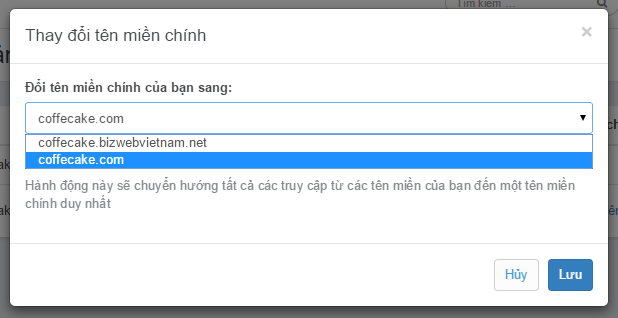 Tìm kiếm ...
Thay đổi tên miền chính
×
Đổi tên miền chính của bạn sang:
coffecake.com
coffecake.bizwebvietnam.net
coffecake.com
Hành động này sẽ chuyển hướng tất cả các truy cập từ các tên miền của bạn đến một tên miền
chính duy nhất
Hủy
Lưu